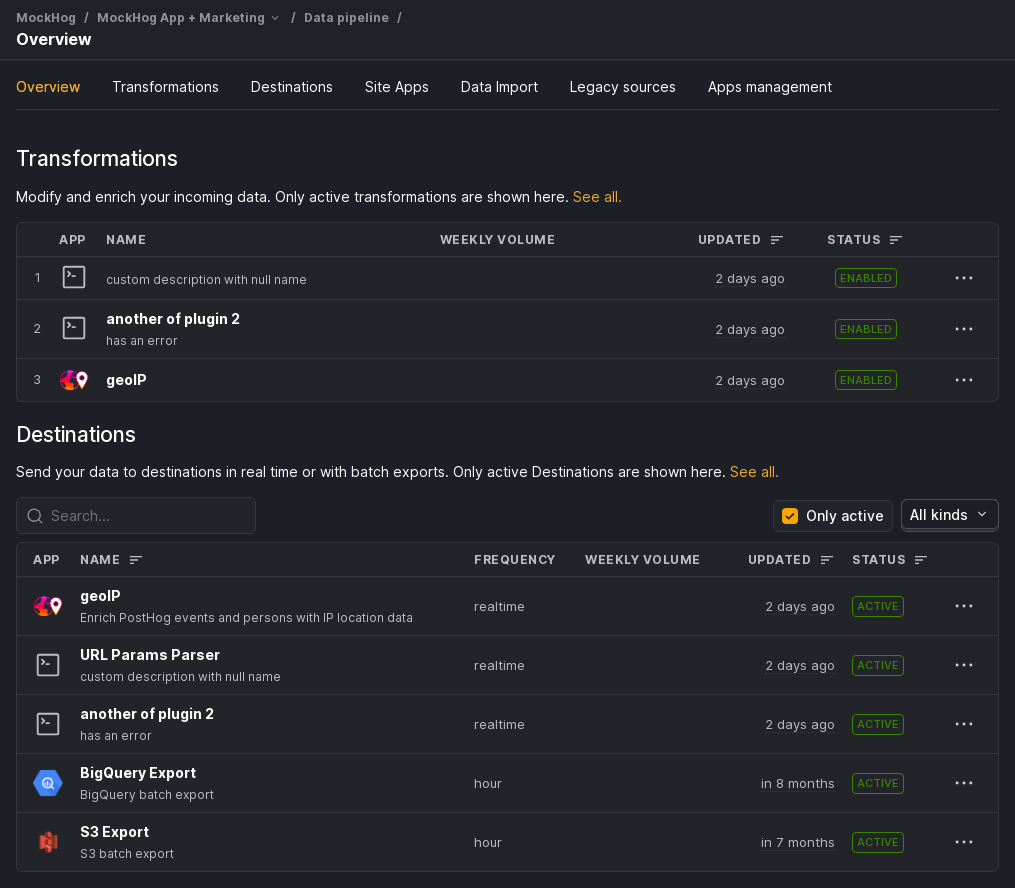 MockHog / MockHog App + Marketing / Data pipeline /
Overview
Overview Transformations Destinations Site Apps Data Import Legacy sources Apps management
Transformations
Modify and enrich your incoming data. Only active transformations are shown here. See all.
APP NAME WEEKLY VOLUME UPDATED STATUS
1 custom description with null name 2 days ago ENABLED
2 another of plugin 2 2 days ago ENABLED
has an error
3 geoIP 2 days ago ENABLED
Destinations
Send your data to destinations in real time or with batch exports. Only active Destinations are shown here. See all.
Search... Only active All kinds
APP NAME FREQUENCY WEEKLY VOLUME UPDATED STATUS
geoIP realtime 2 days ago ACTIVE
Enrich PostHog events and persons with IP location data
URL Params Parser realtime 2 days ago ACTIVE
custom description with null name
another of plugin 2 realtime 2 days ago ACTIVE
has an error
BigQuery Export hour in 8 months ACTIVE
BigQuery batch export
S3 Export hour in 7 months ACTIVE
S3 batch export